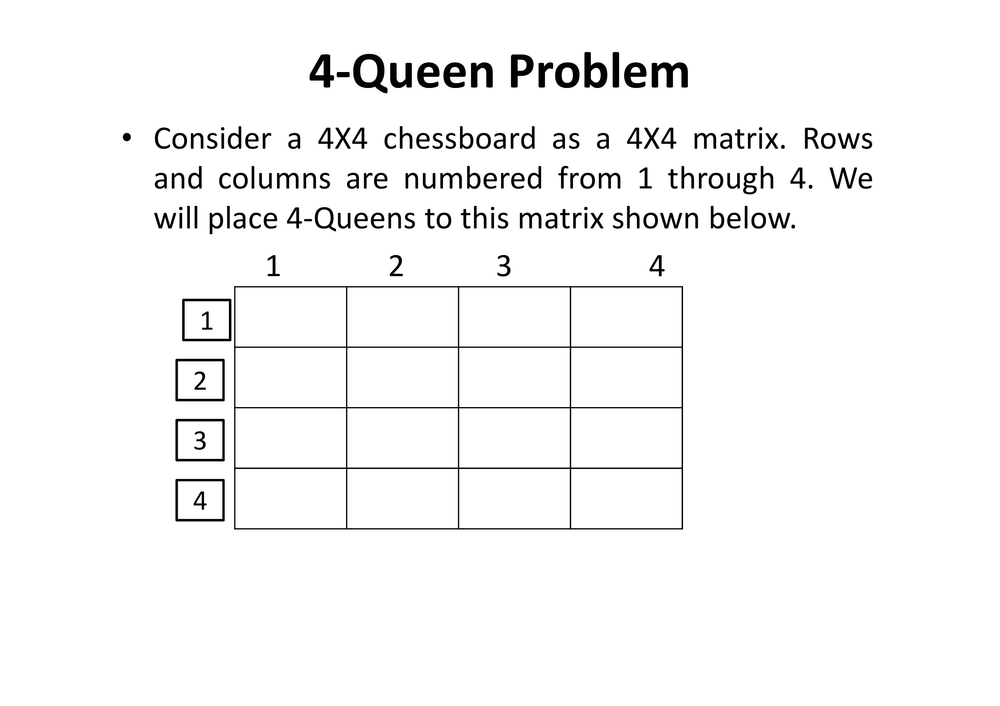 4-Queen Problem
• Consider a 4X4 chessboard as a 4X4 matrix. Rows
and columns are numbered from 1 through 4. We
will place 4-Queens to this matrix shown below.
1 2 3 4
1
2
3
4